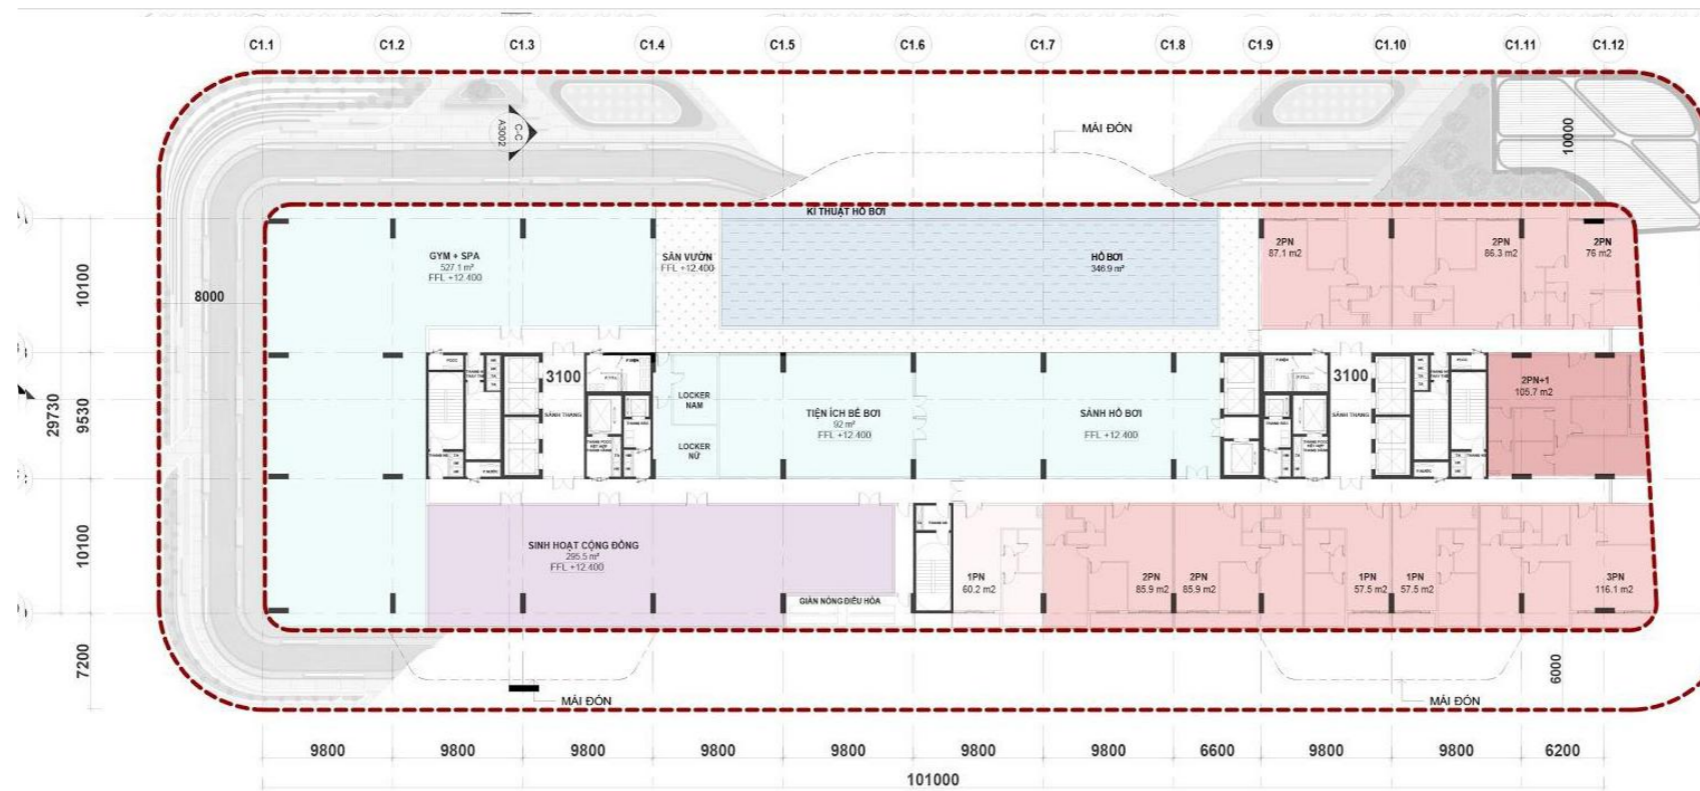 C1.1 C1.2 C1.3 C1.4 C1.5 C1.6 C1.7 C1.8 C1.9 C1.10 C1.11 C1.12
C-C
A3002
MÁI ĐÓN
10000
KĨ THUẬT HỒ BƠI
GYM + SPA
527.1 m²
FFL +12.400
SÂN VƯỜN
FFL +12.400
HỒ BƠI
346.9 m²
2PN
87.1 m2
2PN
86.3 m2
2PN
76 m2
8000
10100
9530
29730
10100
7200
3100
SẢNH THANG
LOCKER
NAM
LOCKER
NỮ
TIỆN ÍCH BỂ BƠI
92 m²
FFL +12.400
SẢNH HỒ BƠI
FFL +12.400
3100
SẢNH THANG
2PN+1
105.7 m2
SINH HOẠT CỘNG ĐỒNG
295.5 m²
FFL +12.400
GIÀN NÓNG ĐIỀU HÒA
1PN
60.2 m2
2PN
85.9 m2
2PN
85.9 m2
1PN
57.5 m2
1PN
57.5 m2
3PN
116.1 m2
6000
MÁI ĐÓN
MÁI ĐÓN
9800 9800 9800 9800 9800 9800 9800 6600 9800 9800 6200
101000